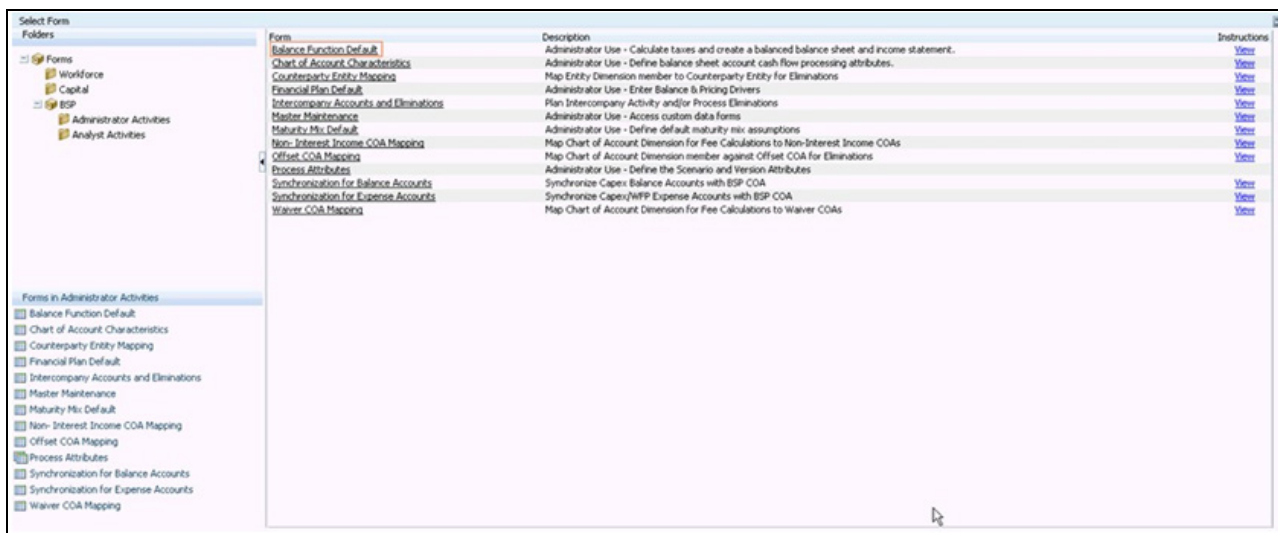 Select Form
Folders
Forms
Workforce
Capital
BSP
Administrator Activities
Analyst Activities
Forms in Administrator Activities
Balance Function Default
Chart of Account Characteristics
Counterparty Entity Mapping
Financial Plan Default
Intercompany Accounts and Eliminations
Master Maintenance
Maturity Mix Default
Non- Interest Income COA Mapping
Offset COA Mapping
Process Attributes
Synchronization for Balance Accounts
Synchronization for Expense Accounts
Waiver COA Mapping
Form Description Instructions
Balance Function Default Administrator Use - Calculate taxes and create a balanced balance sheet and income statement. View
Chart of Account Characteristics Administrator Use - Define balance sheet account cash flow processing attributes. View
Counterparty Entity Mapping Map Entity Dimension member to Counterparty Entity for Eliminations View
Financial Plan Default Administrator Use - Enter Balance & Pricing Drivers View
Intercompany Accounts and Eliminations Plan Intercompany Activity and/or Process Eliminations View
Master Maintenance Administrator Use - Access custom data forms View
Maturity Mix Default Administrator Use - Define default maturity mix assumptions View
Non- Interest Income COA Mapping Map Chart of Account Dimension for Fee Calculations to Non-Interest Income COAs View
Offset COA Mapping Map Chart of Account Dimension member against Offset COA for Eliminations View
Process Attributes Administrator Use - Define the Scenario and Version Attributes
Synchronization for Balance Accounts Synchronize Capex Balance Accounts with BSP COA View
Synchronization for Expense Accounts Synchronize Capex/WFP Expense Accounts with BSP COA View
Waiver COA Mapping Map Chart of Account Dimension for Fee Calculations to Waiver COAs View